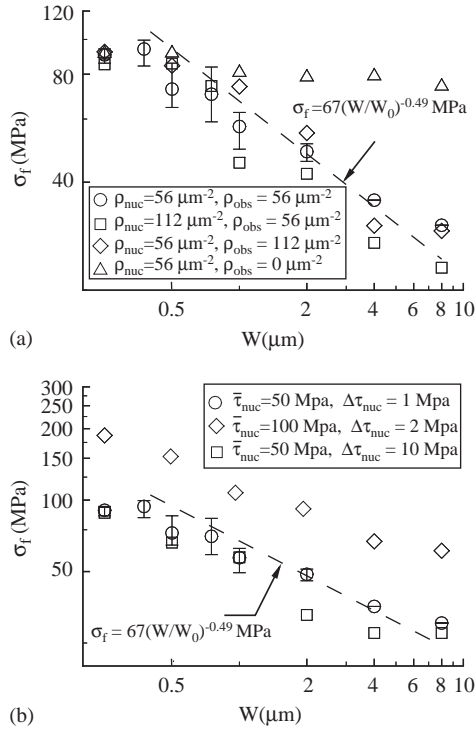 120
80
σf (MPa)
40
σf =67(W/W0)-0.49 MPa
ρnuc=56 μm-2, ρobs = 56 μm-2
ρnuc=112 μm-2, ρobs = 56 μm-2
ρnuc=56 μm-2, ρobs = 112 μm-2
ρnuc=56 μm-2, ρobs = 0 μm-2
0.5 2 4 6 8 10
W(μm)
(a)
300
250
200
150
100
50
σf (MPa)
τ̄nuc=50 Mpa, Δτnuc = 1 Mpa
τ̄nuc=100 Mpa, Δτnuc = 2 Mpa
τ̄nuc=50 Mpa, Δτnuc = 10 Mpa
σf = 67(W/W0)-0.49 MPa
0.5 2 4 6 8 10
W(μm)
(b)